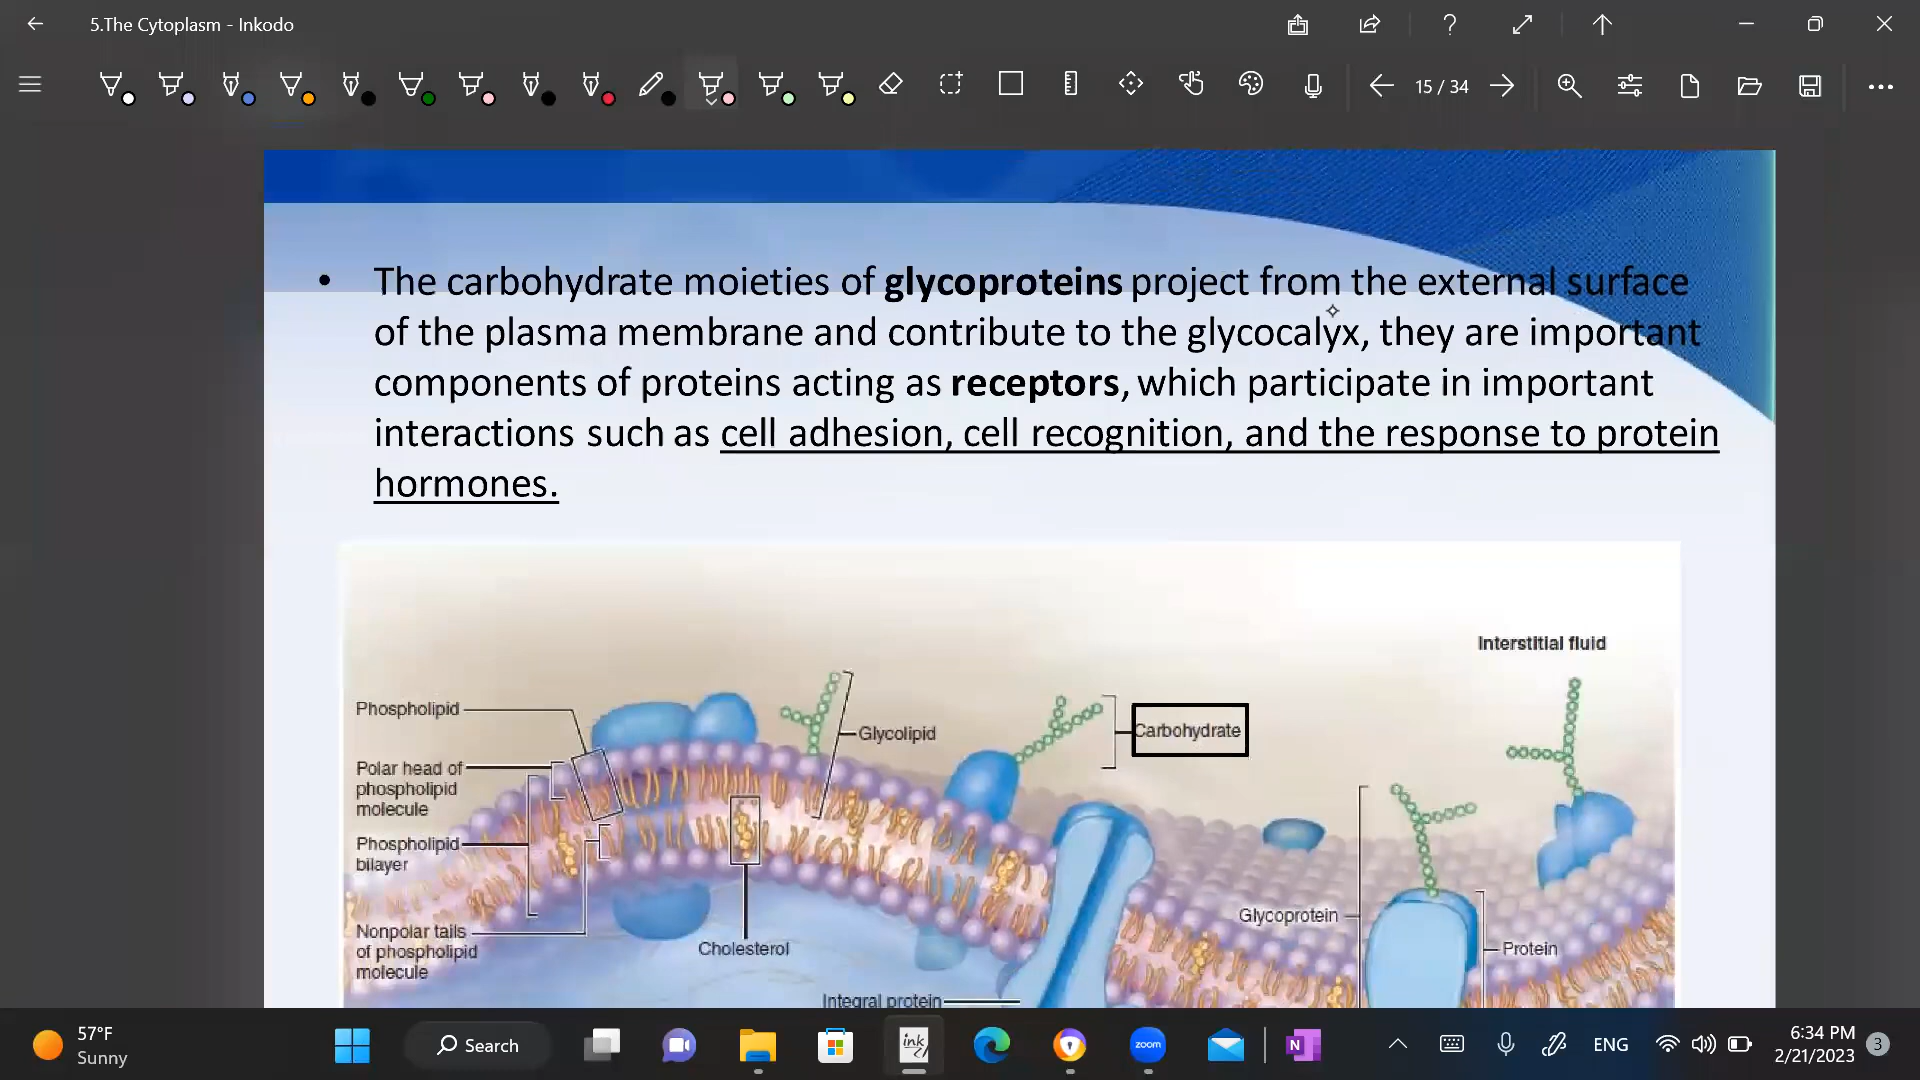 5.The Cytoplasm - Inkodo
15 / 34
• The carbohydrate moieties of glycoproteins project from the external surface
of the plasma membrane and contribute to the glycocalyx, they are important
components of proteins acting as receptors, which participate in important
interactions such as cell adhesion, cell recognition, and the response to protein
hormones.
Interstitial fluid
Phospholipid
Glycolipid
Carbohydrate
Polar head of
phospholipid
molecule
Phospholipid
bilayer
Glycoprotein
Nonpolar tails
of phospholipid
molecule
Cholesterol
Protein
Integral protein
57°F
Sunny
Search
ink
zoom
N
ENG
6:34 PM
2/21/2023
3